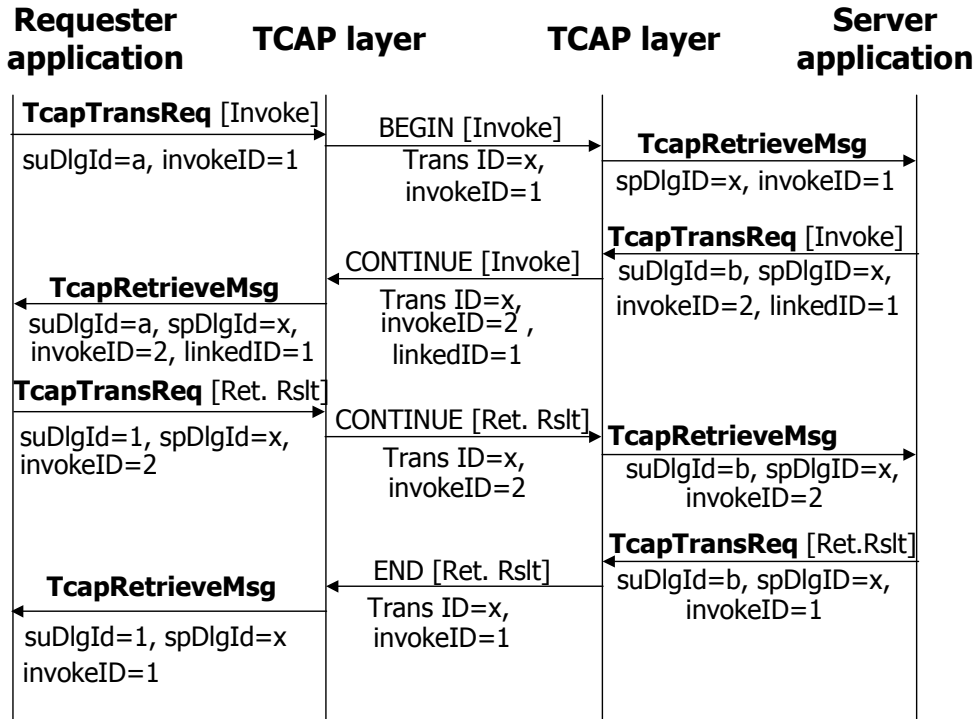 Requester
application
TCAP layer
TCAP layer
Server
application
TcapTransReq [Invoke]
suDlgId=a, invokeID=1
BEGIN [Invoke]
Trans ID=x,
invokeID=1
TcapRetrieveMsg
spDlgID=x, invokeID=1
TcapTransReq [Invoke]
suDlgId=b, spDlgID=x,
invokeID=2, linkedID=1
CONTINUE [Invoke]
Trans ID=x,
invokeID=2 ,
linkedID=1
TcapRetrieveMsg
suDlgId=a, spDlgId=x,
invokeID=2, linkedID=1
TcapTransReq [Ret. Rslt]
suDlgId=1, spDlgId=x,
invokeID=2
CONTINUE [Ret. Rslt]
Trans ID=x,
invokeID=2
TcapRetrieveMsg
suDlgId=b, spDlgID=x,
invokeID=2
TcapTransReq [Ret.Rslt]
suDlgId=b, spDlgID=x,
invokeID=1
END [Ret. Rslt]
Trans ID=x,
invokeID=1
TcapRetrieveMsg
suDlgId=1, spDlgId=x
invokeID=1